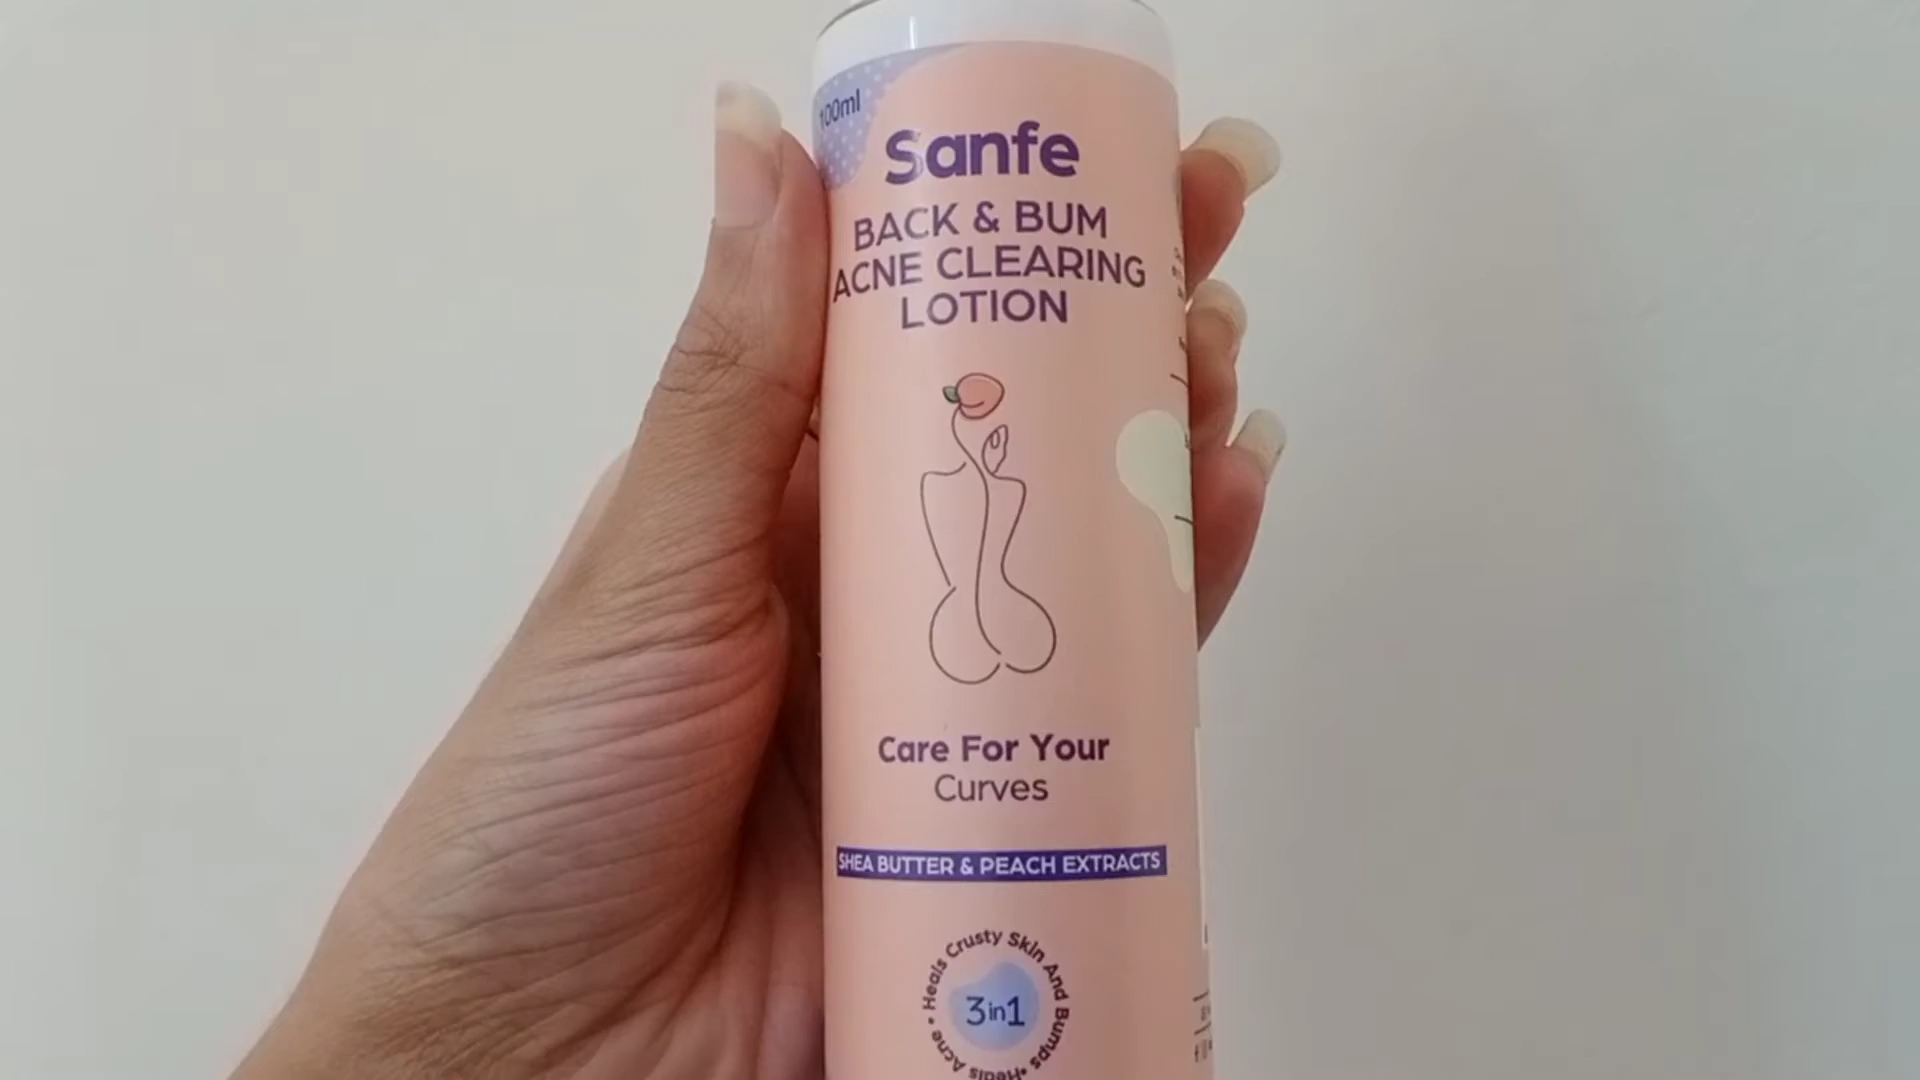 100ml
Sanfe
BACK & BUM
ACNE CLEARING
LOTION
Care For Your
Curves
SHEA BUTTER & PEACH EXTRACTS
Heals Crusty Skin And Bumps • Heals Acne •
3in1